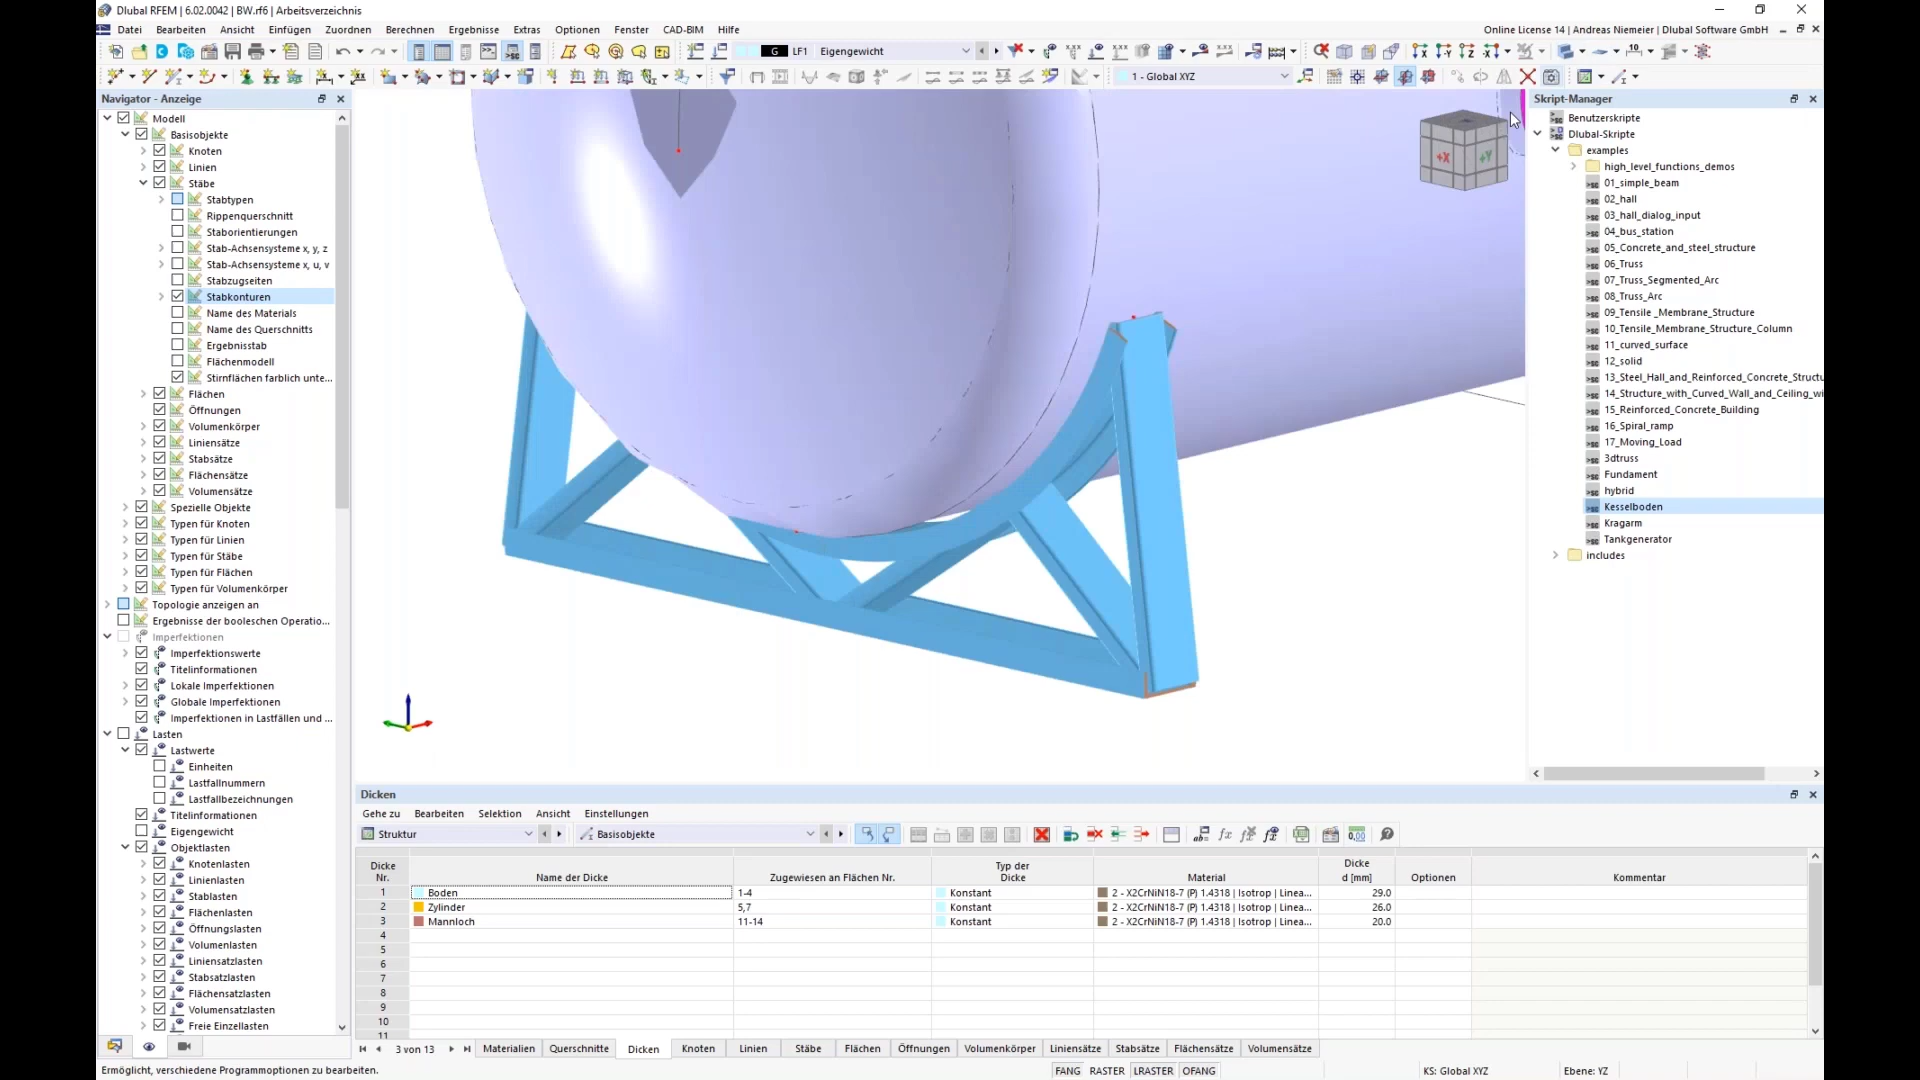 Dlubal RFEM | 6.02.0042 | BW.rf6 | Arbeitsverzeichnis
Datei Bearbeiten Ansicht Einfügen Zuordnen Berechnen Ergebnisse Extras Optionen Fenster CAD-BIM Hilfe
Online License 14 | Andreas Niemeier | Dlubal Software GmbH
G LF1 Eigengewicht
1 - Global XYZ
Navigator - Anzeige
Modell
Basisobjekte
Knoten
Linien
Stäbe
Stabtypen
Rippenquerschnitt
Staborientierungen
Stab-Achsensysteme x, y, z
Stab-Achsensysteme x, u, v
Stabzugseiten
Stabkonturen
Name des Materials
Name des Querschnitts
Ergebnisstab
Flächenmodell
Stirnflächen farblich unte...
Flächen
Öffnungen
Volumenkörper
Liniensätze
Stabsätze
Flächensätze
Volumensätze
Spezielle Objekte
Typen für Knoten
Typen für Linien
Typen für Stäbe
Typen für Flächen
Typen für Volumenkörper
Topologie anzeigen an
Ergebnisse der booleschen Operatio...
Imperfektionen
Imperfektionswerte
Titelinformationen
Lokale Imperfektionen
Globale Imperfektionen
Imperfektionen in Lastfällen und ...
Lasten
Lastwerte
Einheiten
Lastfallnummern
Lastfallbezeichnungen
Titelinformationen
Eigengewicht
Objektlasten
Knotenlasten
Linienlasten
Stablasten
Flächenlasten
Öffnungslasten
Volumenlasten
Liniensatzlasten
Stabsatzlasten
Flächensatzlasten
Volumensatzlasten
Freie Einzellasten
+X +Y
Skript-Manager
Benutzerskripte
Dlubal-Skripte
examples
high_level_functions_demos
01_simple_beam
02_hall
03_hall_dialog_input
04_bus_station
05_Concrete_and_steel_structure
06_Truss
07_Truss_Segmented_Arc
08_Truss_Arc
09_Tensile _Membrane_Structure
10_Tensile _Membrane_Structure_Column
11_curved_surface
12_solid
13_Steel_Hall_and_Reinforced_Concrete_Structu
14_Structure_with_Curved_Wall_and_Ceiling_wi
15_Reinforced_Concrete_Building
16_Spiral_ramp
17_Moving_Load
3dtruss
Fundament
hybrid
Kesselboden
Kragarm
Tankgenerator
includes
Dicken
Gehe zu Bearbeiten Selektion Ansicht Einstellungen
Struktur Basisobjekte
Dicke Nr. Name der Dicke Zugewiesen an Flächen Nr. Typ der Dicke Material Dicke d [mm] Optionen Kommentar
1 Boden 1-4 Konstant 2 - X2CrNiN18-7 (P) 1.4318 | Isotrop | Linea... 29.0
2 Zylinder 5,7 Konstant 2 - X2CrNiN18-7 (P) 1.4318 | Isotrop | Linea... 26.0
3 Mannloch 11-14 Konstant 2 - X2CrNiN18-7 (P) 1.4318 | Isotrop | Linea... 20.0
4
5
6
7
8
9
10
11
3 von 13 Materialien Querschnitte Dicken Knoten Linien Stäbe Flächen Öffnungen Volumenkörper Liniensätze Stabsätze Flächensätze Volumensätze
Ermöglicht, verschiedene Programmoptionen zu bearbeiten.
FANG RASTER LRASTER OFANG KS: Global XYZ Ebene: YZ